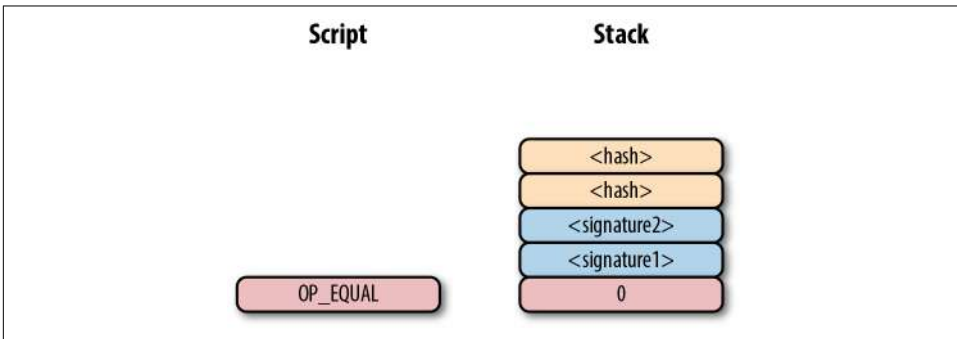 Script
Stack
<hash>
<hash>
<signature2>
<signature1>
OP_EQUAL
0